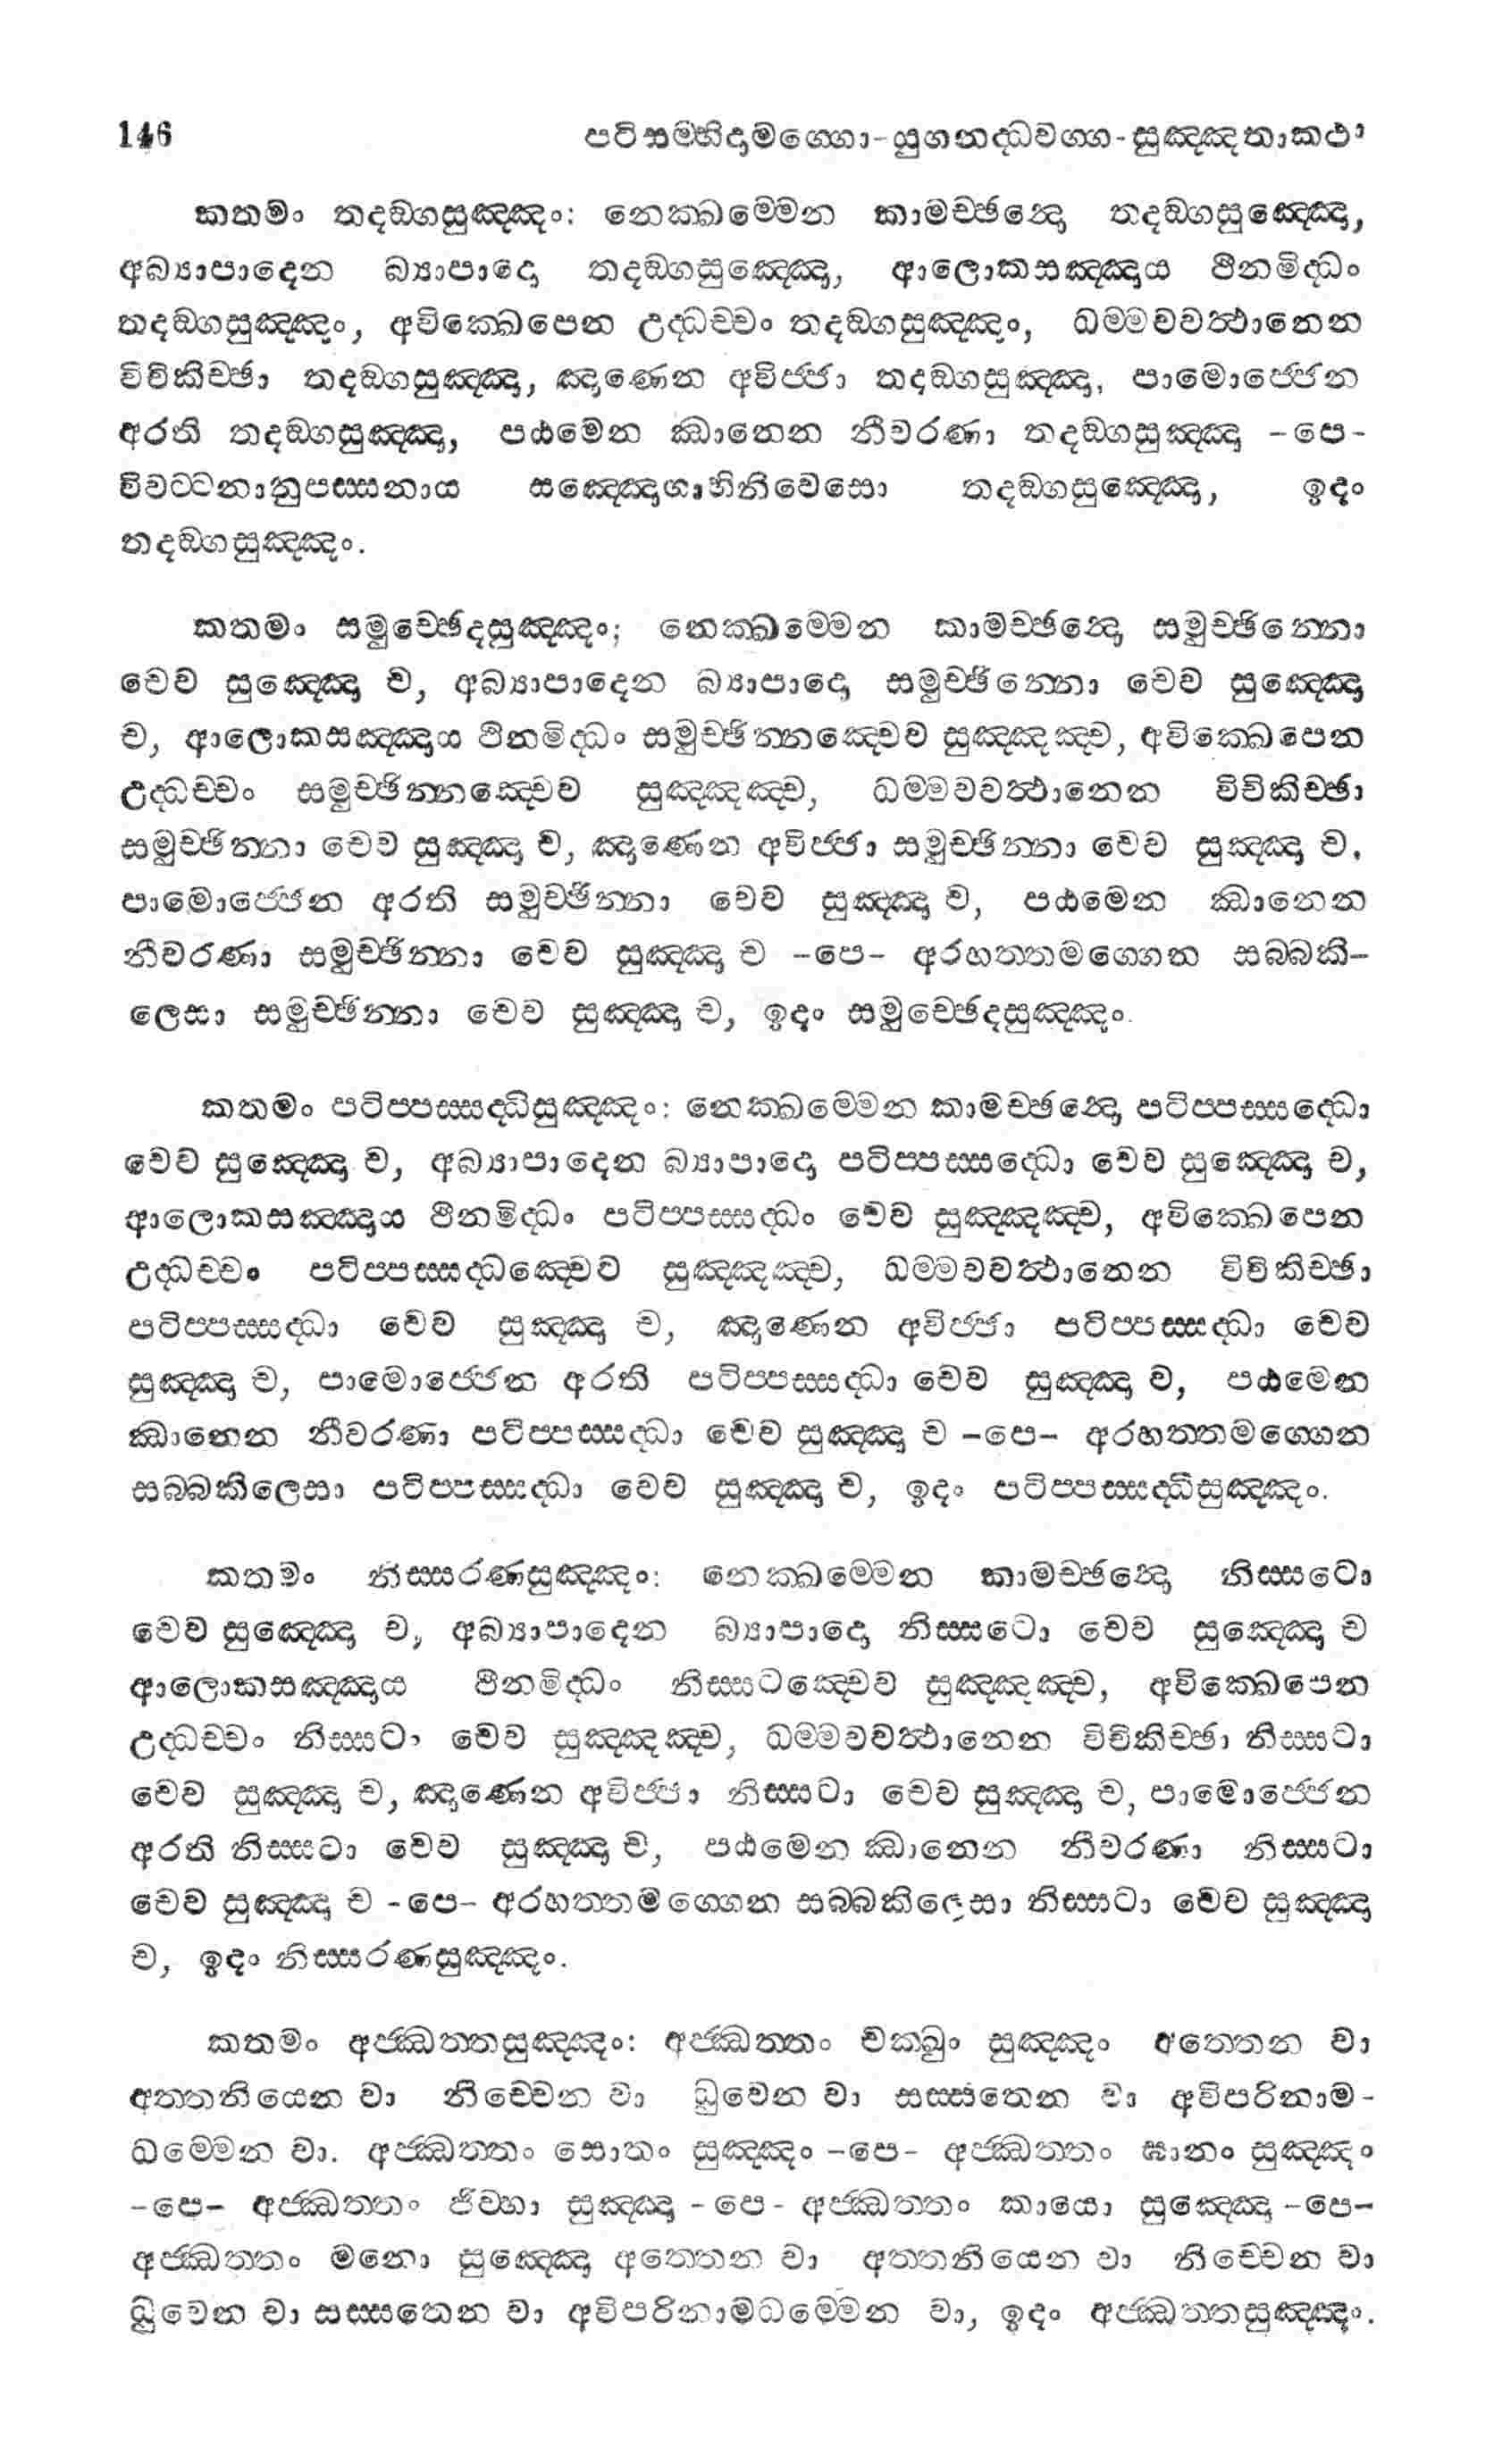 146 පටිසම්භිදාමග්ගො-යුගනද්ධවග්ග-සුඤ්ඤතාකථා
කතමං තදඞ්ගසුඤ්ඤං: නෙක්ඛම්මෙන කාමච්ඡන්දො තදඞ්ගසුඤ්ඤො,
අබ්‍යාපාදෙන බ්‍යාපාදො තදඞ්ගසුඤ්ඤො, ආලොකසඤ්ඤාය ථීනමිද්ධං
තදඞ්ගසුඤ්ඤං, අවික්ඛෙපෙන උද්ධච්චං තදඞ්ගසුඤ්ඤං, ධම්මවවත්ථානෙන
විචිකිච්ඡා තදඞ්ගසුඤ්ඤා, ඤාණෙන අවිජ්ජා තදඞ්ගසුඤ්ඤා, පාමොජ්ජෙන
අරති තදඞ්ගසුඤ්ඤා, පඨමෙන ඣානෙන නීවරණා තදඞ්ගසුඤ්ඤා -පෙ-
විවට්ටනානුපස්සනාය සඤ්ඤොගාභිනිවෙසො තදඞ්ගසුඤ්ඤො, ඉදං
තදඞ්ගසුඤ්ඤං.
කතමං සමුච්ඡෙදසුඤ්ඤං; නෙක්ඛම්මෙන කාමච්ඡන්දො සමුච්ඡින්නො
චෙව සුඤ්ඤො ච, අබ්‍යාපාදෙන බ්‍යාපාදො සමුච්ඡින්නො චෙව සුඤ්ඤො
ච, ආලොකසඤ්ඤාය ථිනමිද්ධං සමුච්ඡින්නඤ්චෙව සුඤ්ඤඤ්ච, අවික්ඛෙපෙන
උද්ධච්චං සමුච්ඡින්නඤ්චෙව සුඤ්ඤඤ්ච, ධම්මවවත්ථානෙන විචිකිච්ඡා
සමුච්ඡින්නා චෙව සුඤ්ඤා ච, ඤාණෙන අවිජ්ජා සමුච්ඡින්නා චෙව සුඤ්ඤා ච,
පාමොජ්ජෙන අරති සමුච්ඡින්නා චෙව සුඤ්ඤා ච, පඨමෙන ඣානෙන
නීවරණා සමුච්ඡින්නා චෙව සුඤ්ඤා ච -පෙ- අරහත්තමග්ගෙන සබ්බකි-
ලෙසා සමුච්ඡින්නා චෙව සුඤ්ඤා ච, ඉදං සමුච්ඡෙදසුඤ්ඤං.
කතමං පටිප්පස්සද්ධිසුඤ්ඤං: නෙක්ඛම්මෙන කාමච්ඡන්දො පටිප්පස්සද්ධො
චෙව සුඤ්ඤො ච, අබ්‍යාපාදෙන බ්‍යාපාදො පටිප්පස්සද්ධො චෙව සුඤ්ඤො ච,
ආලොකසඤ්ඤාය ථීනමිද්ධං පටිප්පස්සද්ධං චෙව සුඤ්ඤඤ්ච, අවික්ඛෙපෙන
උද්ධච්චං පටිප්පස්සද්ධඤ්චෙව සුඤ්ඤඤ්ච, ධම්මවවත්ථානෙන විචිකිච්ඡා
පටිප්පස්සද්ධා චෙව සුඤ්ඤා ච, ඤාණෙන අවිජ්ජා පටිප්පස්සද්ධා චෙව
සුඤ්ඤා ච, පාමොජ්ජෙන අරති පටිප්පස්සද්ධා චෙව සුඤ්ඤා ච, පඨමෙන
ඣානෙන නීවරණා පටිප්පස්සද්ධා චෙව සුඤ්ඤා ච -පෙ- අරහත්තමග්ගෙන
සබ්බකිලෙසා පටිප්පස්සද්ධා චෙව සුඤ්ඤා ච, ඉදං පටිප්පස්සද්ධිසුඤ්ඤං.
කතමං නිස්සරණසුඤ්ඤං: නෙක්ඛම්මෙන කාමච්ඡන්දො නිස්සටො
චෙව සුඤ්ඤො ච, අබ්‍යාපාදෙන බ්‍යාපාදො නිස්සටො චෙව සුඤ්ඤො ච
ආලොකසඤ්ඤාය ථීනමිද්ධං නිස්සටඤ්චෙව සුඤ්ඤඤ්ච, අවික්ඛෙපෙන
උද්ධච්චං නිස්සටා චෙව සුඤ්ඤඤ්ච, ධම්මවවත්ථානෙන විචිකිච්ඡා නිස්සටා
චෙව සුඤ්ඤා ච, ඤාණෙන අවිජ්ජා නිස්සටා චෙව සුඤ්ඤා ච, පාමොජ්ජෙන
අරති නිස්සටා චෙව සුඤ්ඤා ච, පඨමෙන ඣානෙන නීවරණා නිස්සටා
චෙව සුඤ්ඤා ච -පෙ- අරහත්තමග්ගෙන සබ්බකිලෙසා නිස්සටා චෙව සුඤ්ඤා
ච, ඉදං නිස්සරණසුඤ්ඤං.
කතමං අජ්ඣත්තසුඤ්ඤං: අජ්ඣත්තං චක්ඛුං සුඤ්ඤං අත්තෙන වා
අත්තනියෙන වා නිච්චෙන වා ධුවෙන වා සස්සතෙන වා අවිපරිනාම-
ධම්මෙන වා. අජ්ඣත්තං සොතං සුඤ්ඤං -පෙ- අජ්ඣත්තං ඝානං සුඤ්ඤං
-පෙ- අජ්ඣත්තං ජිව්හා සුඤ්ඤා -පෙ- අජ්ඣත්තං කායො සුඤ්ඤො -පෙ-
අජ්ඣත්තං මනො සුඤ්ඤො අත්තෙන වා අත්තනියෙන වා නිච්චෙන වා
ධුවෙන වා සස්සතෙන වා අවිපරිනාමධම්මෙන වා, ඉදං අජ්ඣත්තසුඤ්ඤං.